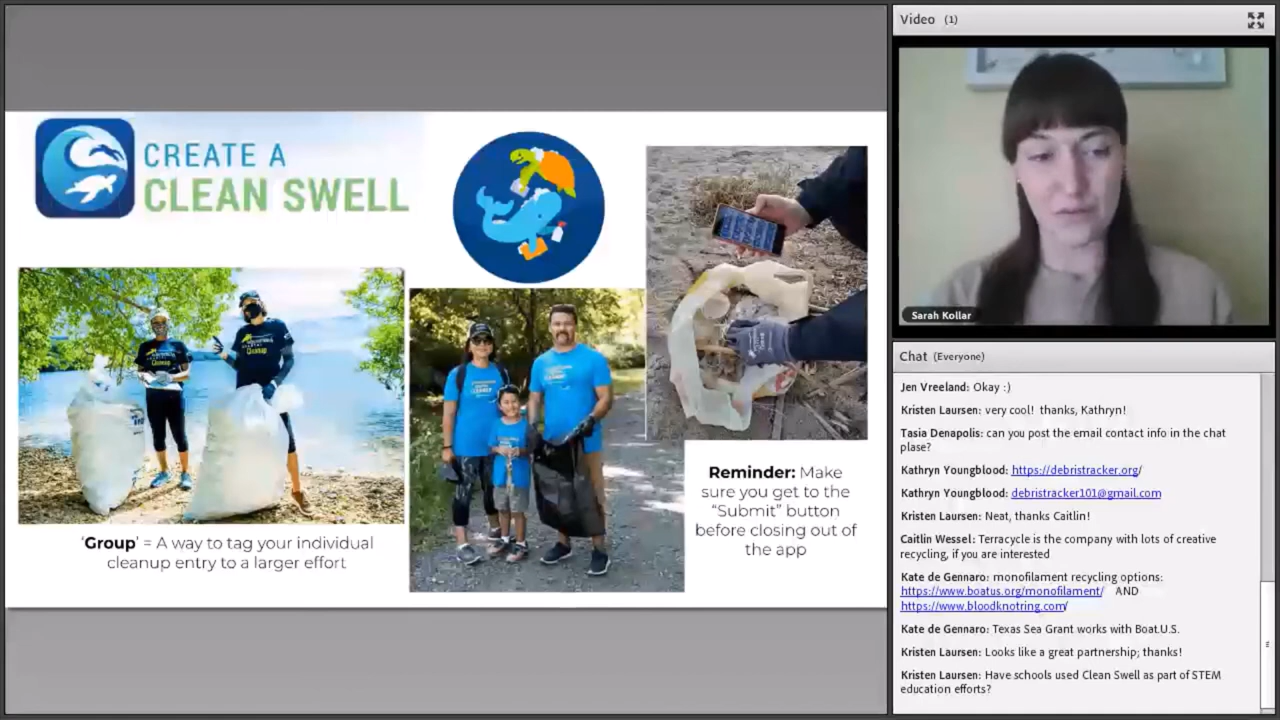 CREATE A
CLEAN SWELL
'Group' = A way to tag your individual
cleanup entry to a larger effort
Reminder: Make
sure you get to the
"Submit" button
before closing out of
the app
Video (1)
Sarah Kollar
Chat (Everyone)
Jen Vreeland: Okay :)
Kristen Laursen: very cool! thanks, Kathryn!
Tasia Denapolis: can you post the email contact info in the chat
plase?
Kathryn Youngblood: https://debristracker.org/
Kathryn Youngblood: debristracker101@gmail.com
Kristen Laursen: Neat, thanks Caitlin!
Caitlin Wessel: Terracycle is the company with lots of creative
recycling, if you are interested
Kate de Gennaro: monofilament recycling options:
https://www.boatus.org/monofilament/ AND
https://www.bloodknotring.com/
Kate de Gennaro: Texas Sea Grant works with Boat.U.S.
Kristen Laursen: Looks like a great partnership; thanks!
Kristen Laursen: Have schools used Clean Swell as part of STEM
education efforts?